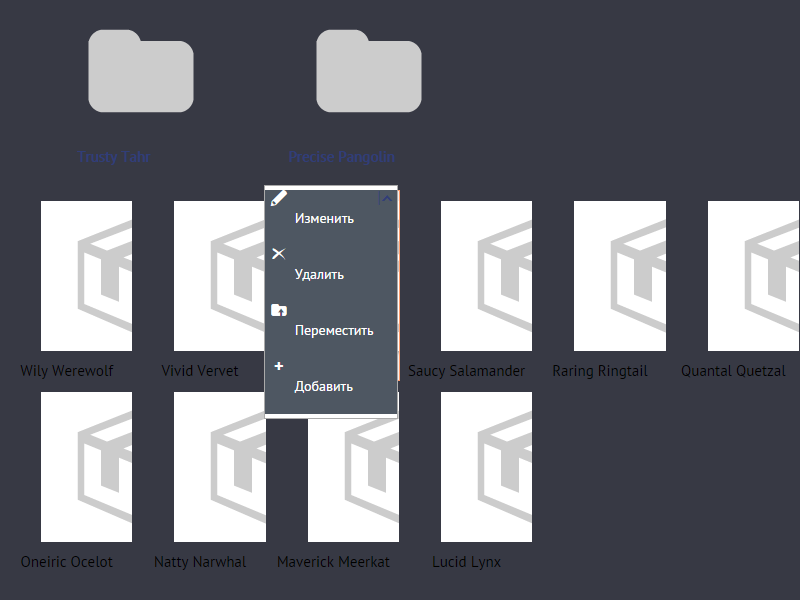 Trusty Tahr
Precise Pangolin
Изменить
Удалить
Переместить
Добавить
Wily Werewolf
Vivid Vervet
Saucy Salamander
Raring Ringtail
Quantal Quetzal
Oneiric Ocelot
Natty Narwhal
Maverick Meerkat
Lucid Lynx